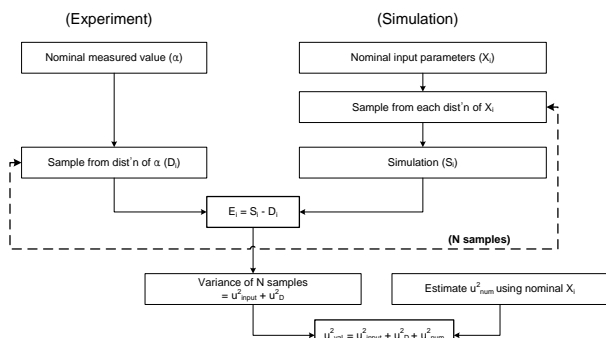 (Experiment)
(Simulation)
Nominal measured value (α)
Nominal input parameters (Xi)
Sample from each dist'n of Xi
Sample from dist'n of α (Di)
Simulation (Si)
Ei = Si - Di
(N samples)
Variance of N samples
= u²input + u²D
Estimate u²num using nominal Xi
u²val = u²input + u²D + u²num